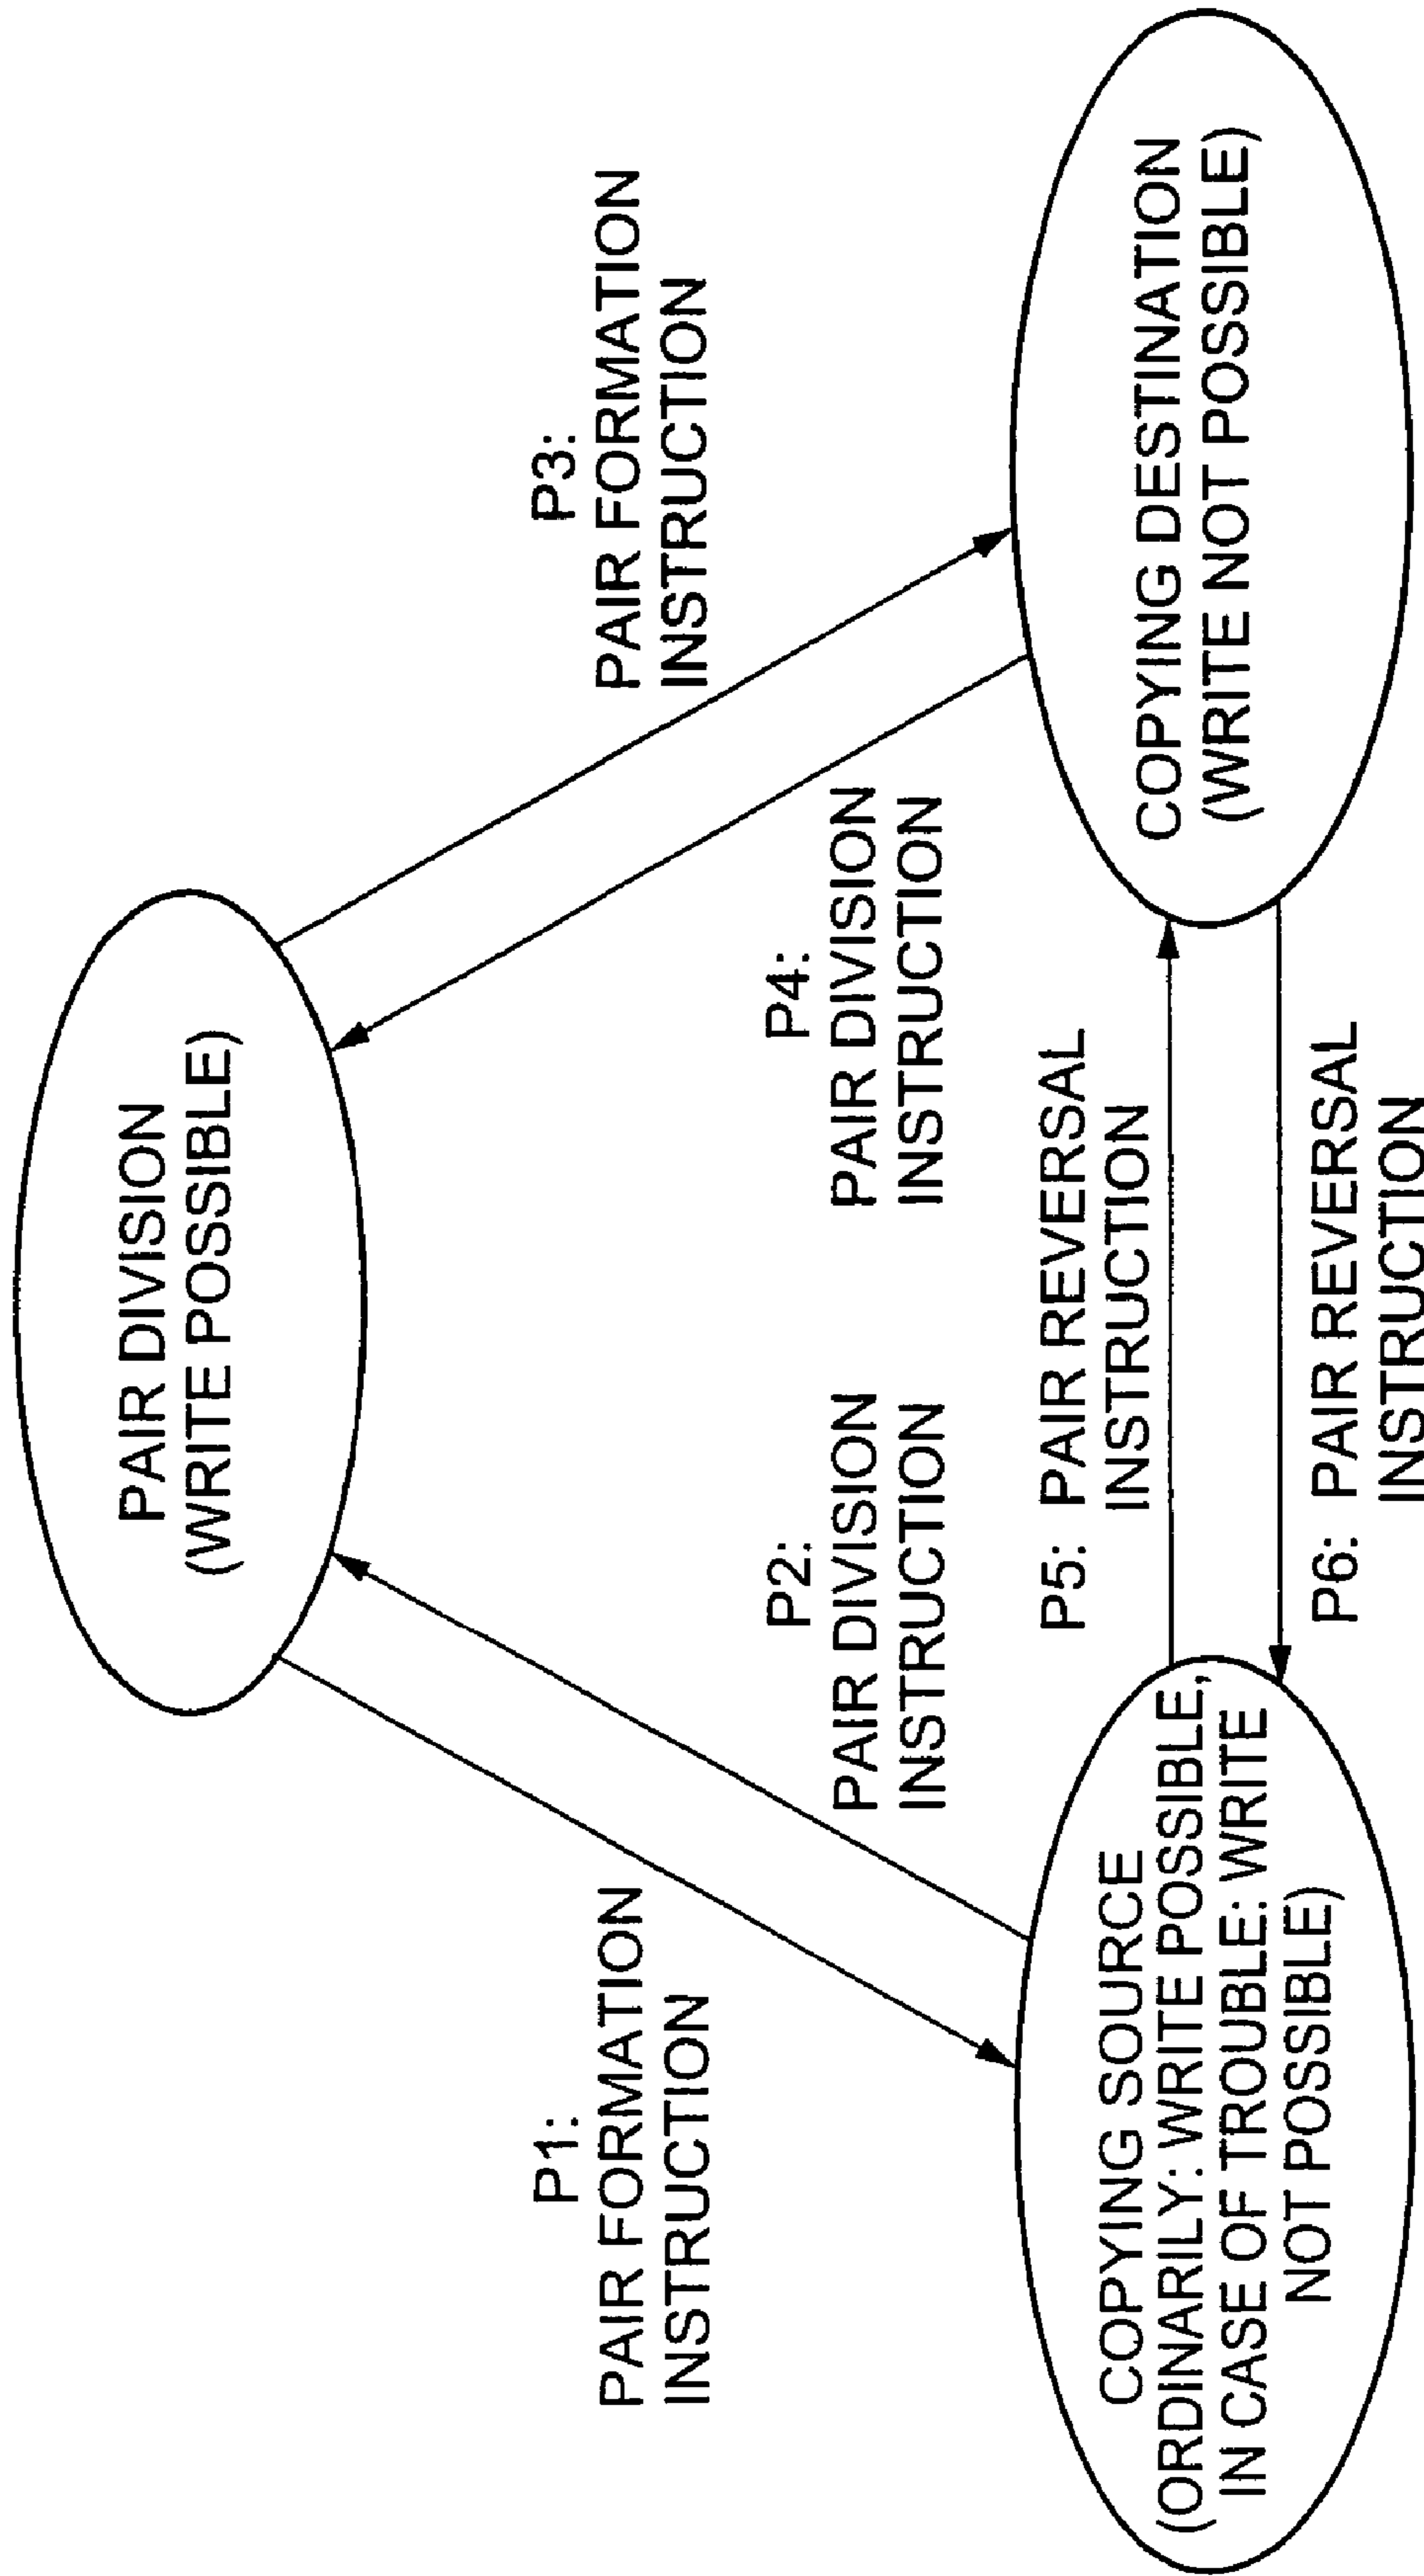 PAIR DIVISION
(WRITE POSSIBLE)
P1:
PAIR FORMATION
INSTRUCTION
P2:
PAIR DIVISION
INSTRUCTION
P3:
PAIR FORMATION
INSTRUCTION
P4:
PAIR DIVISION
INSTRUCTION
COPYING SOURCE
(ORDINARILY: WRITE POSSIBLE,
IN CASE OF TROUBLE: WRITE
NOT POSSIBLE)
P5: PAIR REVERSAL
INSTRUCTION
P6: PAIR REVERSAL
INSTRUCTION
COPYING DESTINATION
(WRITE NOT POSSIBLE)